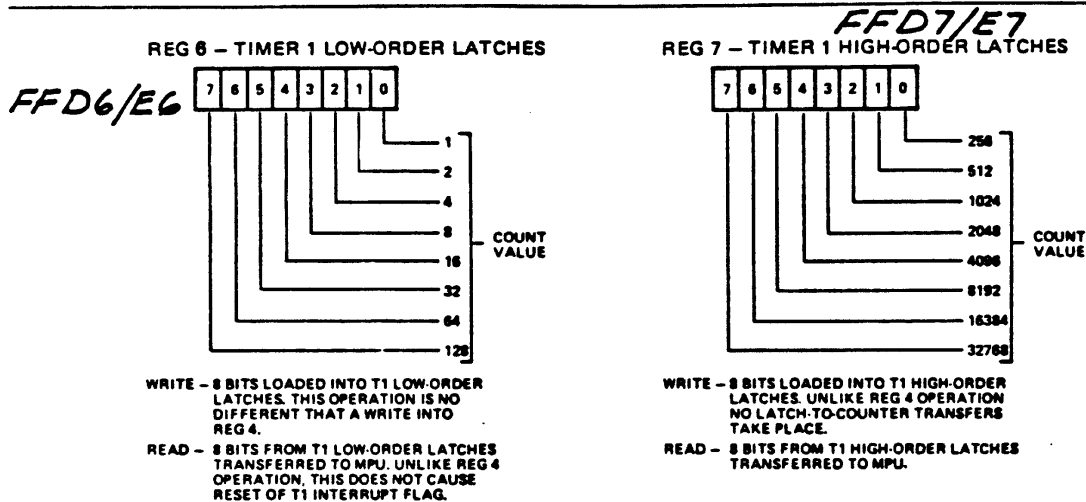 FFD7/E7
REG 6 – TIMER 1 LOW-ORDER LATCHES
FFD6/E6
7 6 5 4 3 2 1 0
1
2
4
8
16
32
64
128
COUNT
VALUE
WRITE – 8 BITS LOADED INTO T1 LOW-ORDER
LATCHES. THIS OPERATION IS NO
DIFFERENT THAT A WRITE INTO
REG 4.
READ – 8 BITS FROM T1 LOW-ORDER LATCHES
TRANSFERRED TO MPU. UNLIKE REG 4
OPERATION, THIS DOES NOT CAUSE
RESET OF T1 INTERRUPT FLAG.
REG 7 – TIMER 1 HIGH-ORDER LATCHES
7 6 5 4 3 2 1 0
256
512
1024
2048
4096
8192
16384
32768
COUNT
VALUE
WRITE – 8 BITS LOADED INTO T1 HIGH-ORDER
LATCHES. UNLIKE REG 4 OPERATION
NO LATCH-TO-COUNTER TRANSFERS
TAKE PLACE.
READ – 8 BITS FROM T1 HIGH-ORDER LATCHES
TRANSFERRED TO MPU.